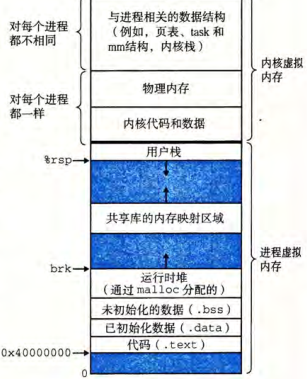 对每个进程
都不相同
与进程相关的数据结构
(例如，页表、task 和
mm结构，内核栈)
内核虚拟
内存
对每个进程
都一样
物理内存
内核代码和数据
%rsp
用户栈
共享库的内存映射区域
进程虚拟
内存
brk
运行时堆
(通过 malloc 分配的)
未初始化的数据(.bss)
已初始化数据(.data)
代码(.text)
0x40000000
0